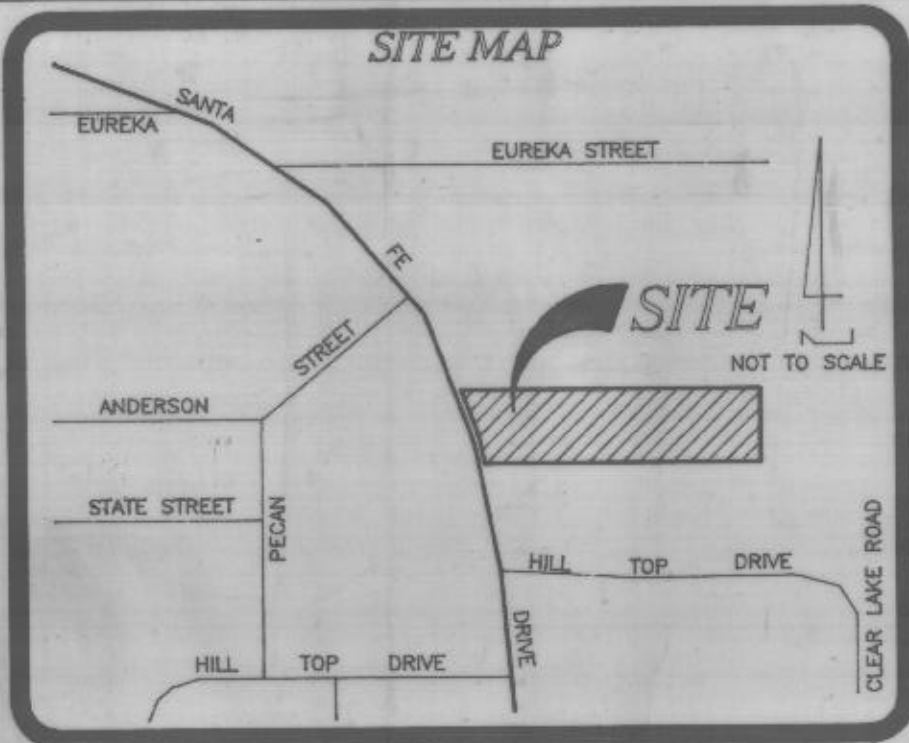 SITE MAP
SANTA
EUREKA
EUREKA STREET
FE
SITE
STREET
N
NOT TO SCALE
ANDERSON
STATE STREET
PECAN
HILL TOP DRIVE
CLEAR LAKE ROAD
DRIVE
HILL TOP DRIVE